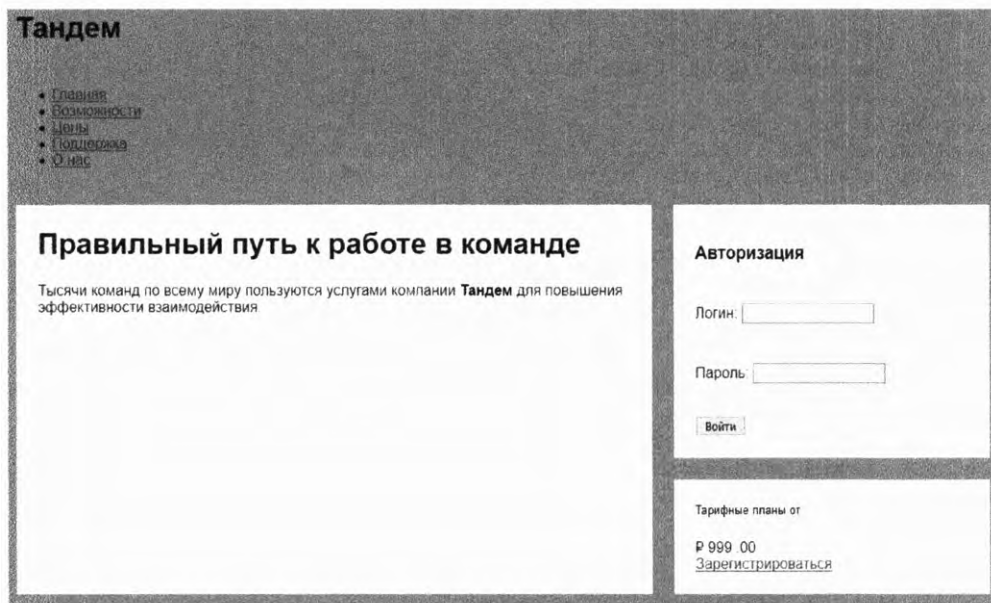 Тандем
Главная
Возможности
Цены
Поддержка
О нас
Правильный путь к работе в команде
Тысячи команд по всему миру пользуются услугами компании Тандем для повышения
эффективности взаимодействия
Авторизация
Логин:
Пароль:
Войти
Тарифные планы от
₽ 999 .00
Зарегистрироваться